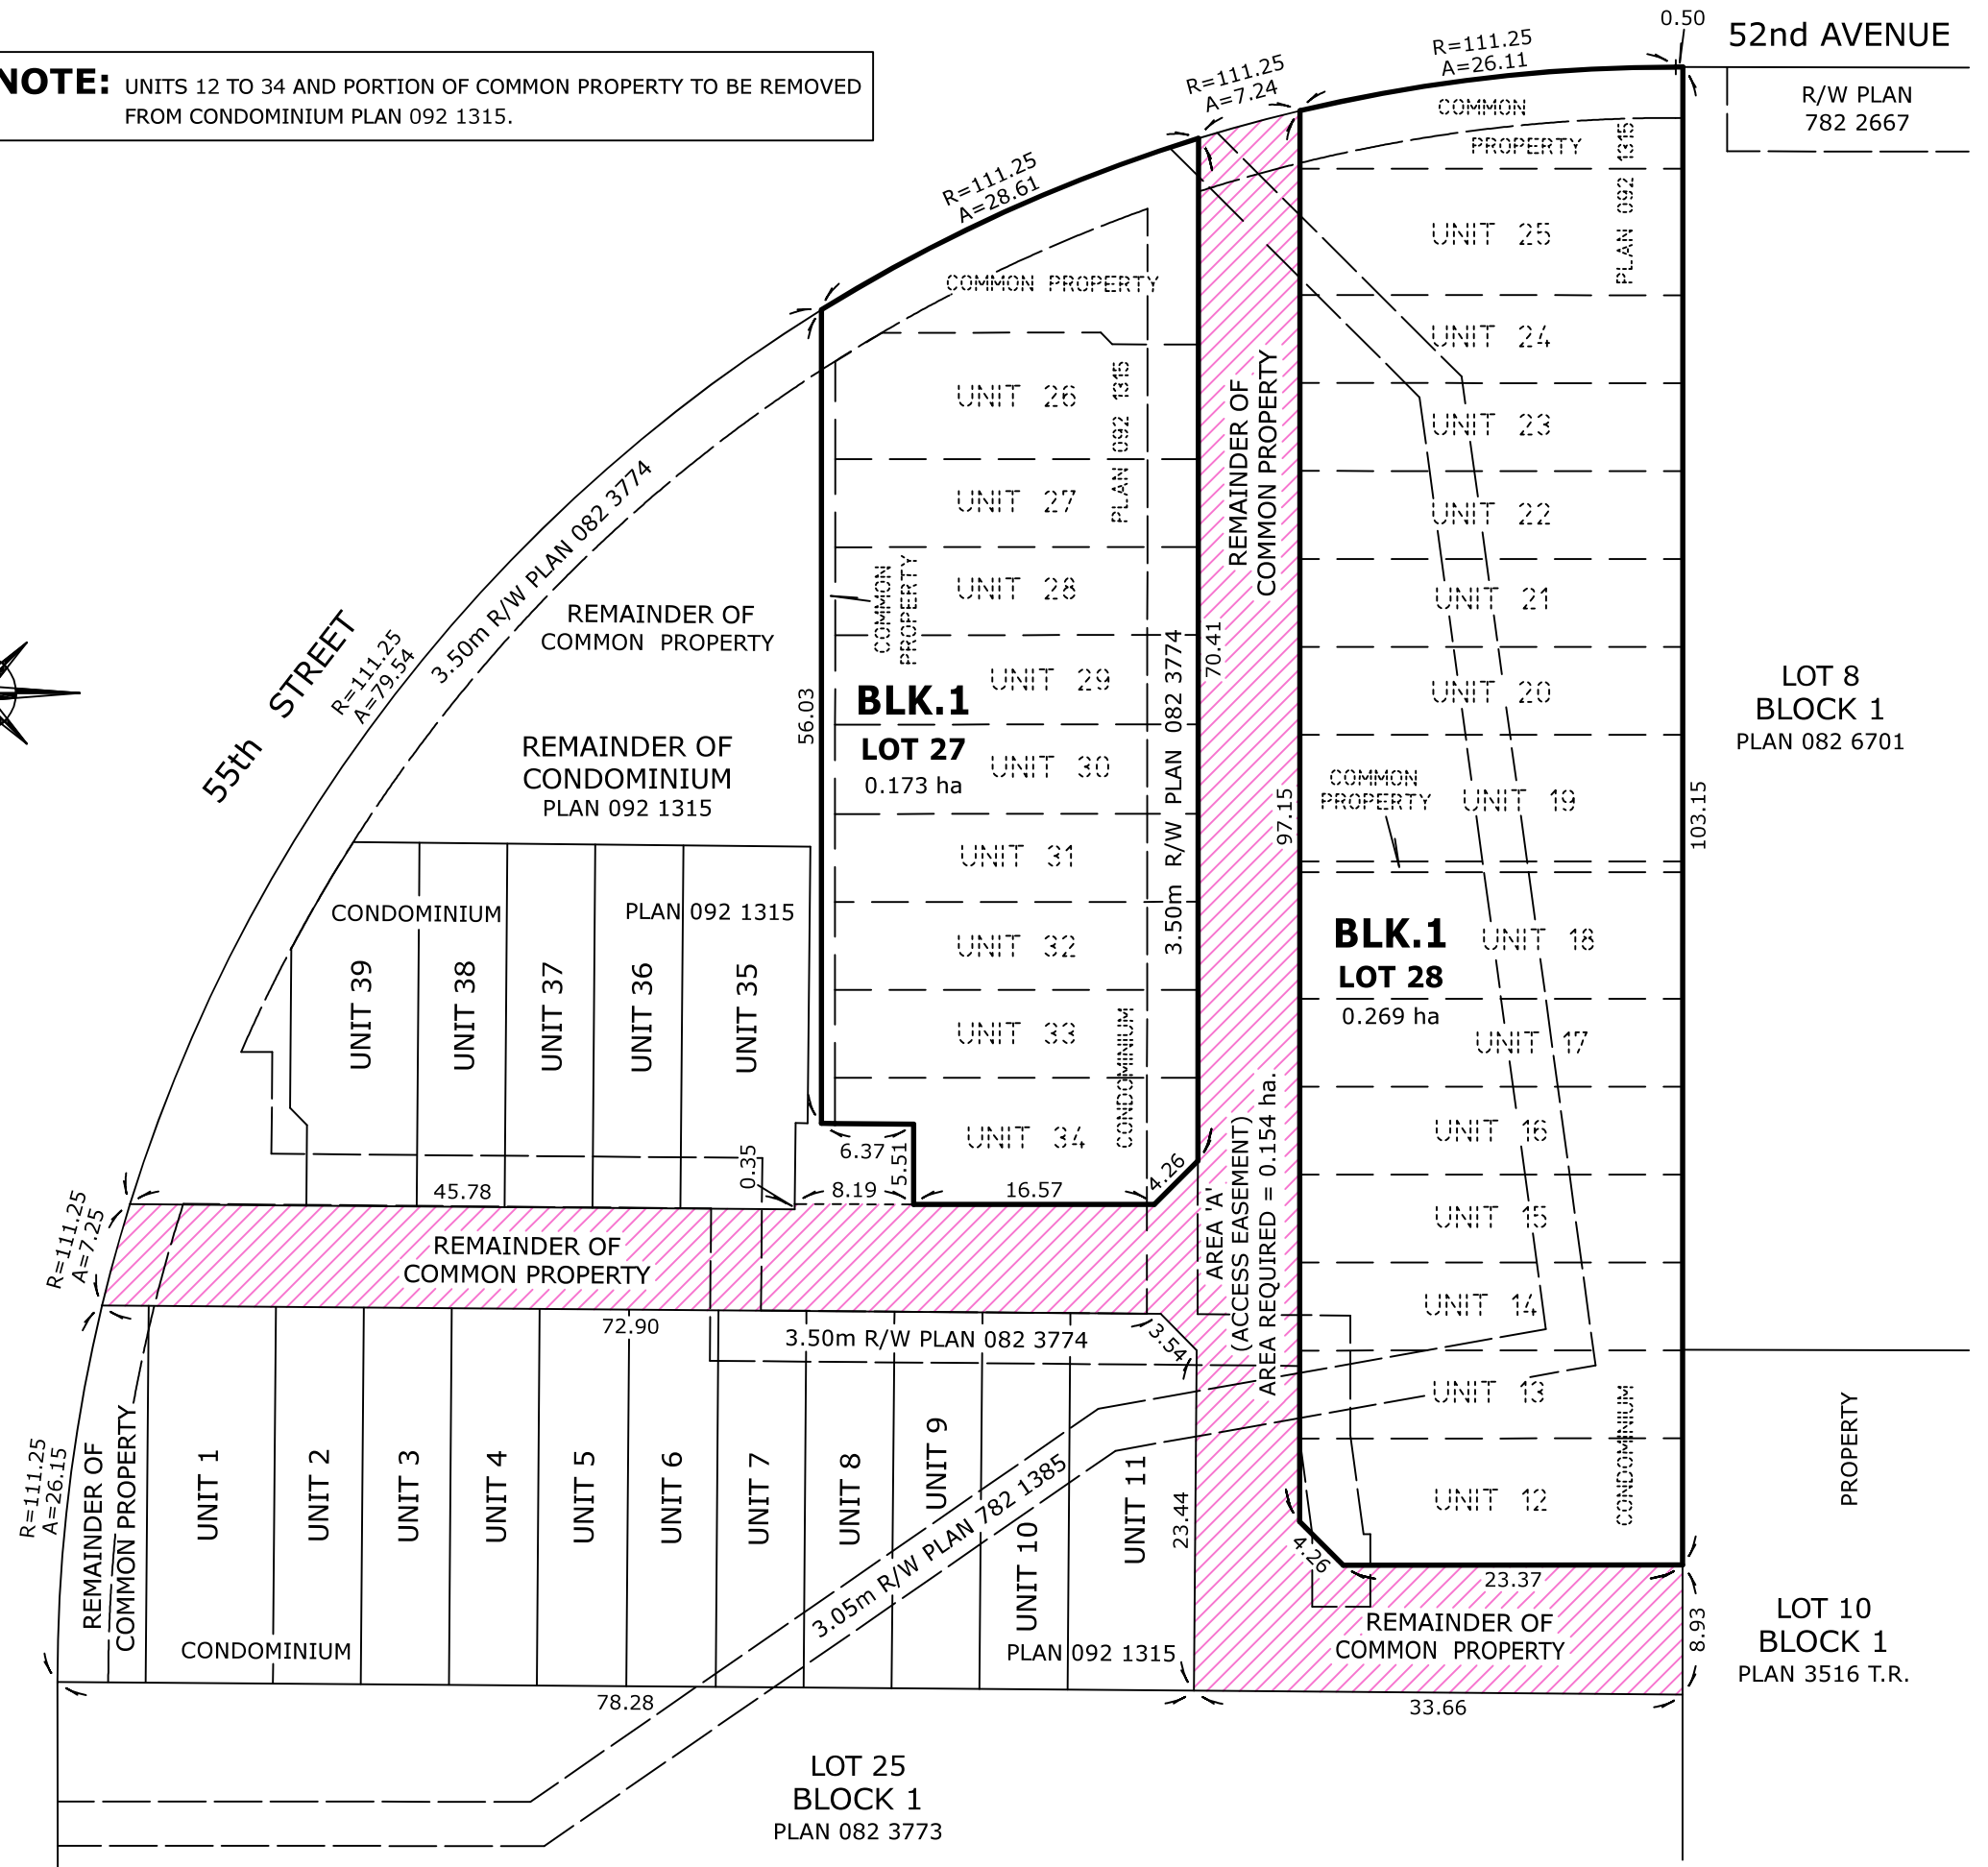 NOTE: UNITS 12 TO 34 AND PORTION OF COMMON PROPERTY TO BE REMOVED
FROM CONDOMINIUM PLAN 092 1315.
0.50
52nd AVENUE
R/W PLAN
782 2667
R=111.25
A=26.11
R=111.25
A=7.24
R=111.25
A=28.61
COMMON
PROPERTY
PLAN 092 1315
UNIT 25
UNIT 24
UNIT 23
UNIT 22
UNIT 21
UNIT 20
COMMON
PROPERTY
UNIT 19
UNIT 18
BLK.1
LOT 28
0.269 ha
UNIT 17
UNIT 16
UNIT 15
UNIT 14
UNIT 13
UNIT 12
CONDOMINIUM
97.15
103.15
LOT 8
BLOCK 1
PLAN 082 6701
COMMON PROPERTY
UNIT 26
PLAN 092 1315
UNIT 27
UNIT 28
COMMON
PROPERTY
UNIT 29
BLK.1
LOT 27
0.173 ha
UNIT 30
UNIT 31
UNIT 32
UNIT 33
UNIT 34
CONDOMINIUM
3.50m R/W PLAN 082 3774
56.03
70.41
REMAINDER OF
COMMON PROPERTY
AREA 'A'
(ACCESS EASEMENT)
AREA REQUIRED = 0.154 ha.
3.50m R/W PLAN 082 3774
55th STREET
R=111.25
A=79.54
REMAINDER OF
COMMON PROPERTY
REMAINDER OF
CONDOMINIUM
PLAN 092 1315
CONDOMINIUM
PLAN 092 1315
UNIT 39
UNIT 38
UNIT 37
UNIT 36
UNIT 35
6.37
5.51
0.35
45.78
8.19
16.57
4.26
R=111.25
A=7.25
REMAINDER OF
COMMON PROPERTY
72.90
3.50m R/W PLAN 082 3774
3.54
R=111.25
A=26.15
REMAINDER OF
COMMON PROPERTY
UNIT 1
UNIT 2
UNIT 3
UNIT 4
UNIT 5
UNIT 6
UNIT 7
UNIT 8
UNIT 9
UNIT 10
UNIT 11
3.05m R/W PLAN 782 1385
23.44
CONDOMINIUM
PLAN 092 1315
4.26
23.37
REMAINDER OF
COMMON PROPERTY
8.93
PROPERTY
LOT 10
BLOCK 1
PLAN 3516 T.R.
78.28
33.66
LOT 25
BLOCK 1
PLAN 082 3773